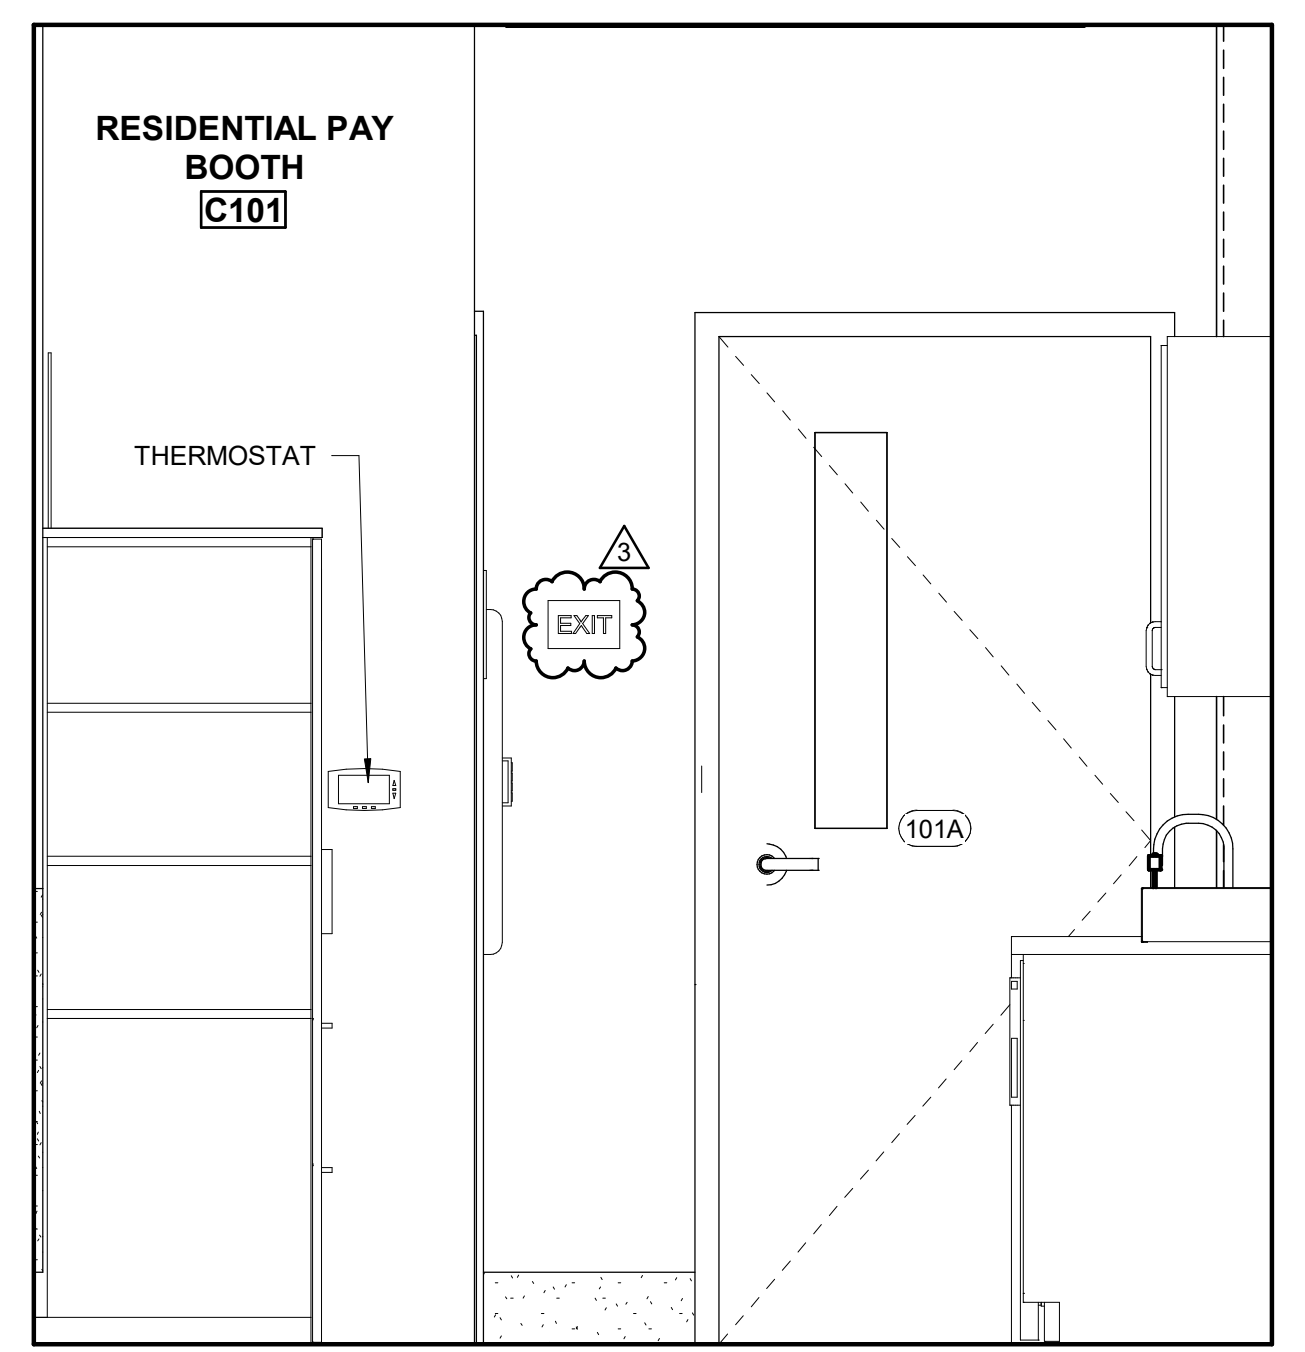 RESIDENTIAL PAY
BOOTH
C101
THERMOSTAT
3
EXIT
101A